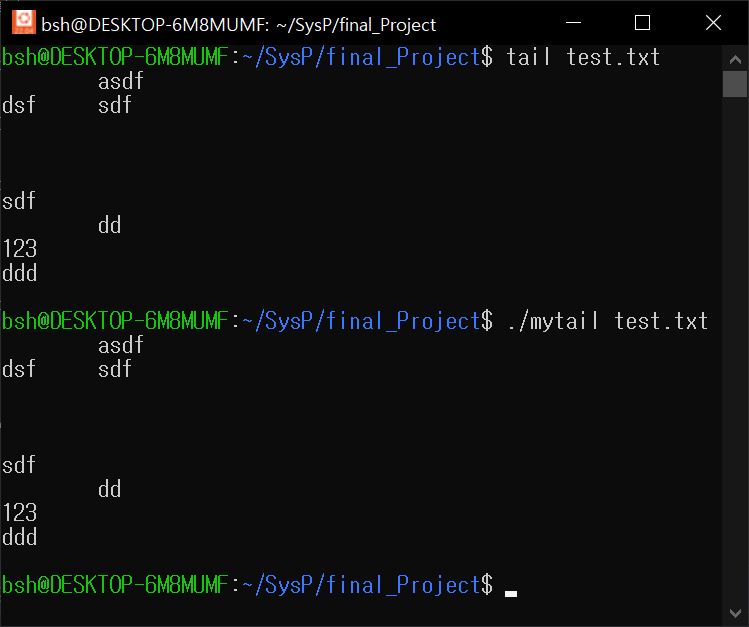 bsh@DESKTOP-6M8MUMF: ~/SysP/final_Project
bsh@DESKTOP-6M8MUMF:~/SysP/final_Project$ tail test.txt
        asdf
dsf     sdf
sdf
        dd
123
ddd
bsh@DESKTOP-6M8MUMF:~/SysP/final_Project$ ./mytail test.txt
        asdf
dsf     sdf
sdf
        dd
123
ddd
bsh@DESKTOP-6M8MUMF:~/SysP/final_Project$